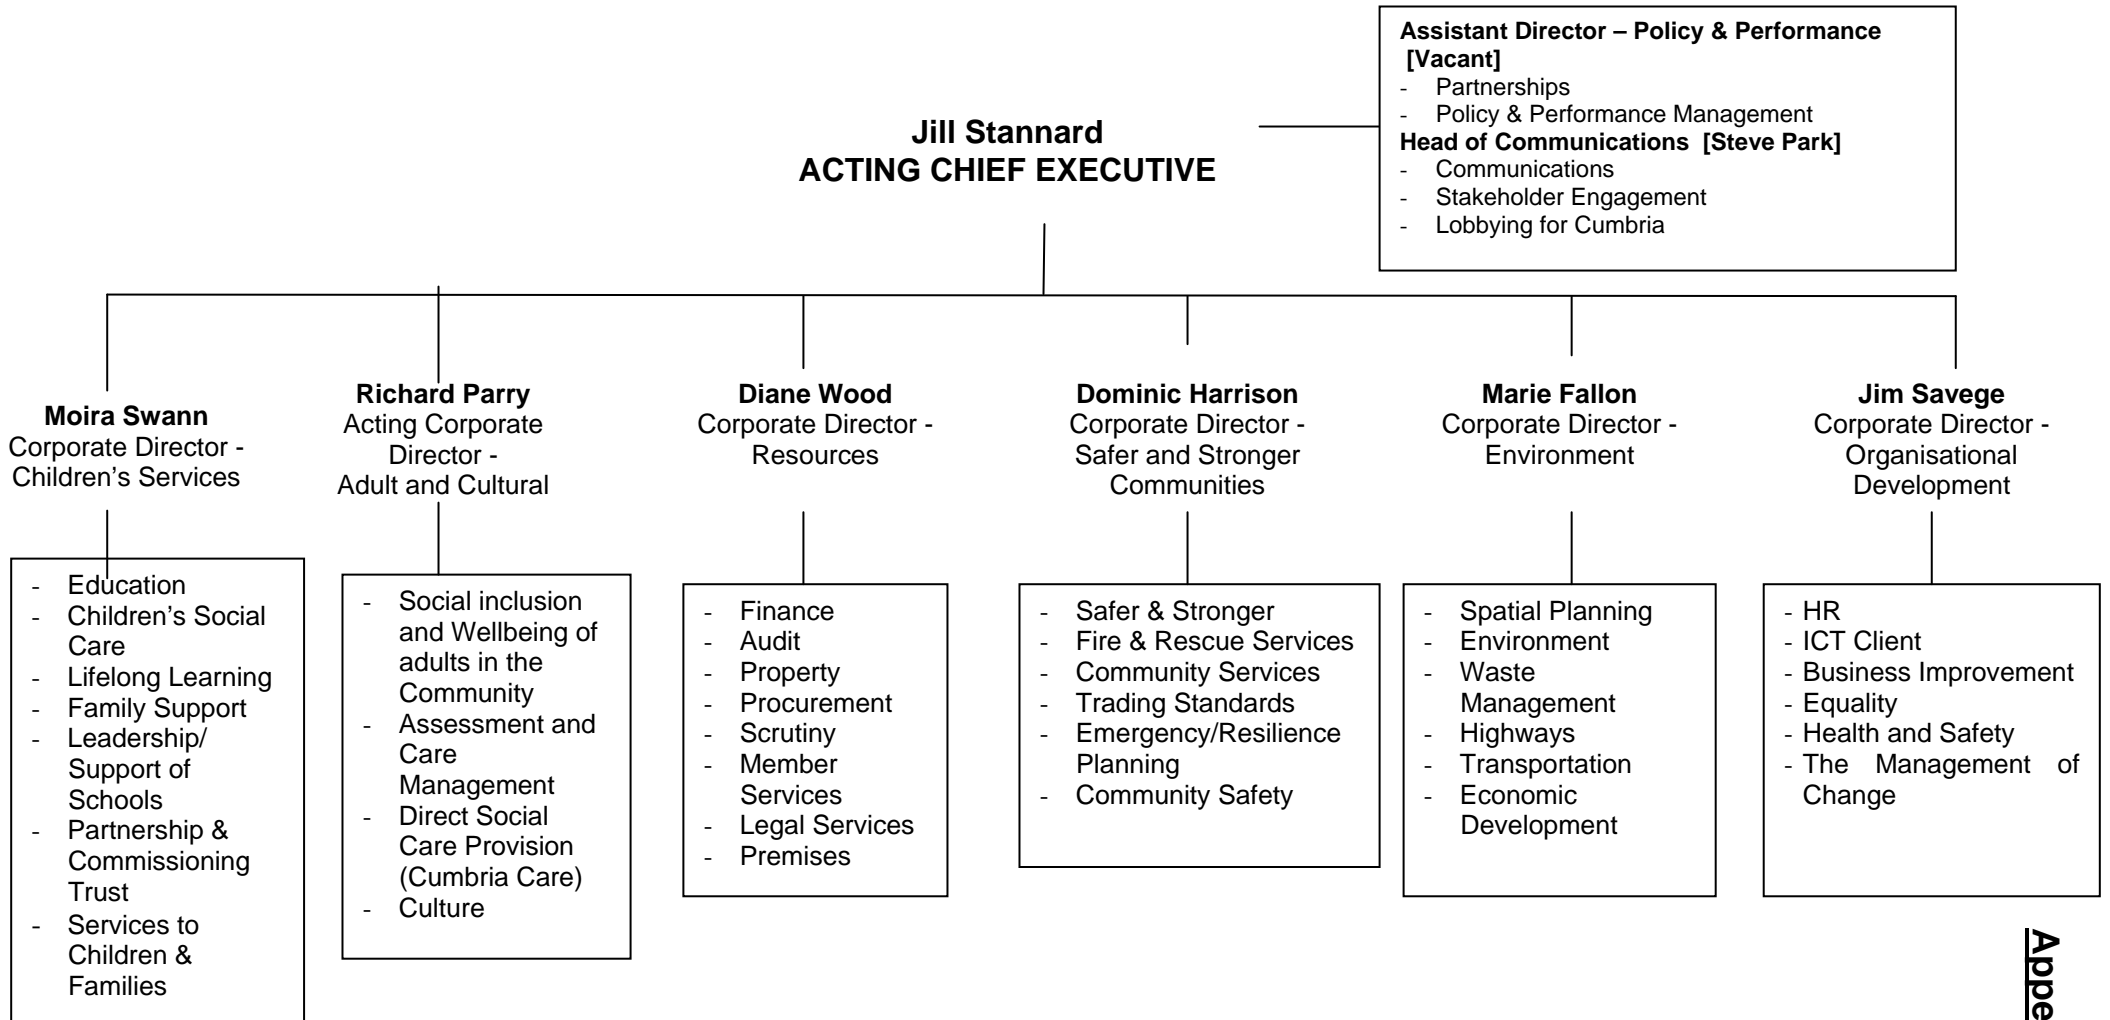 Assistant Director – Policy & Performance
[Vacant]
- Partnerships
- Policy & Performance Management
Head of Communications [Steve Park]
- Communications
- Stakeholder Engagement
- Lobbying for Cumbria
Jill Stannard
ACTING CHIEF EXECUTIVE
Moira Swann
Corporate Director -
Children's Services
- Education
- Children's Social
Care
- Lifelong Learning
- Family Support
- Leadership/
Support of
Schools
- Partnership &
Commissioning
Trust
- Services to
Children &
Families
Richard Parry
Acting Corporate
Director -
Adult and Cultural
- Social inclusion
and Wellbeing of
adults in the
Community
- Assessment and
Care
Management
- Direct Social
Care Provision
(Cumbria Care)
- Culture
Diane Wood
Corporate Director -
Resources
- Finance
- Audit
- Property
- Procurement
- Scrutiny
- Member
Services
- Legal Services
- Premises
Dominic Harrison
Corporate Director -
Safer and Stronger
Communities
- Safer & Stronger
- Fire & Rescue Services
- Community Services
- Trading Standards
- Emergency/Resilience
Planning
- Community Safety
Marie Fallon
Corporate Director -
Environment
- Spatial Planning
- Environment
- Waste
Management
- Highways
- Transportation
- Economic
Development
Jim Savege
Corporate Director -
Organisational
Development
- HR
- ICT Client
- Business Improvement
- Equality
- Health and Safety
- The Management of
Change
Appe